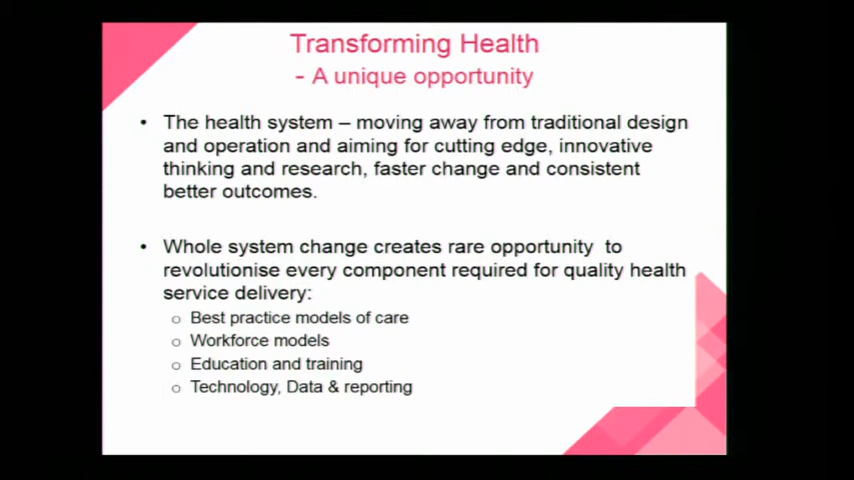 Transforming Health
- A unique opportunity
• The health system – moving away from traditional design
and operation and aiming for cutting edge, innovative
thinking and research, faster change and consistent
better outcomes.
• Whole system change creates rare opportunity to
revolutionise every component required for quality health
service delivery:
o Best practice models of care
o Workforce models
o Education and training
o Technology, Data & reporting